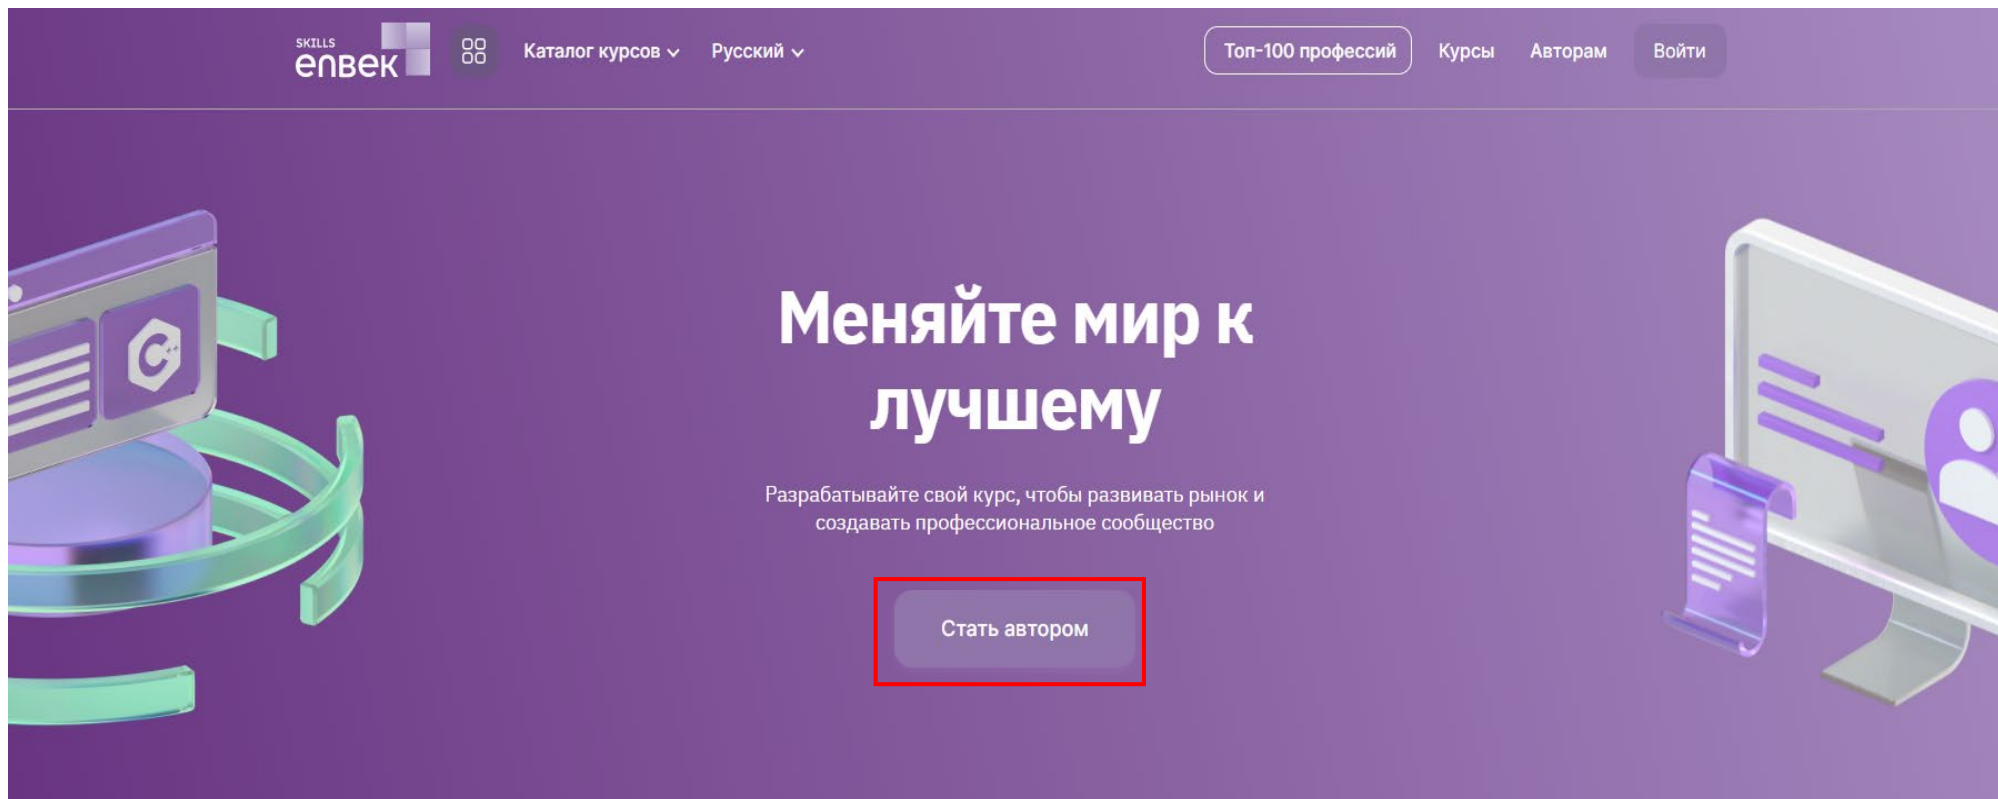 SKILLS
enbek
Каталог курсов
Русский
Топ-100 профессий
Курсы
Авторам
Войти
C++
Меняйте мир к
лучшему
Разрабатывайте свой курс, чтобы развивать рынок и
создавать профессиональное сообщество
Стать автором